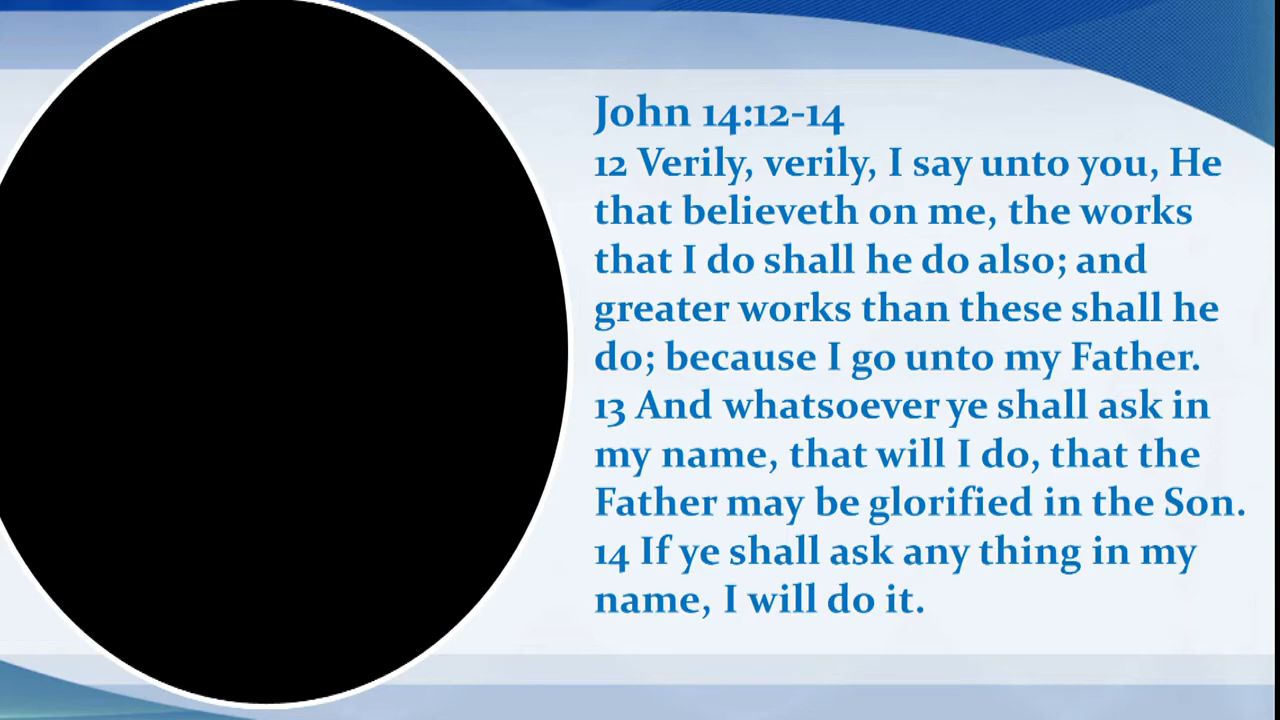 John 14:12-14
12 Verily, verily, I say unto you, He
that believeth on me, the works
that I do shall he do also; and
greater works than these shall he
do; because I go unto my Father.
13 And whatsoever ye shall ask in
my name, that will I do, that the
Father may be glorified in the Son.
14 If ye shall ask any thing in my
name, I will do it.